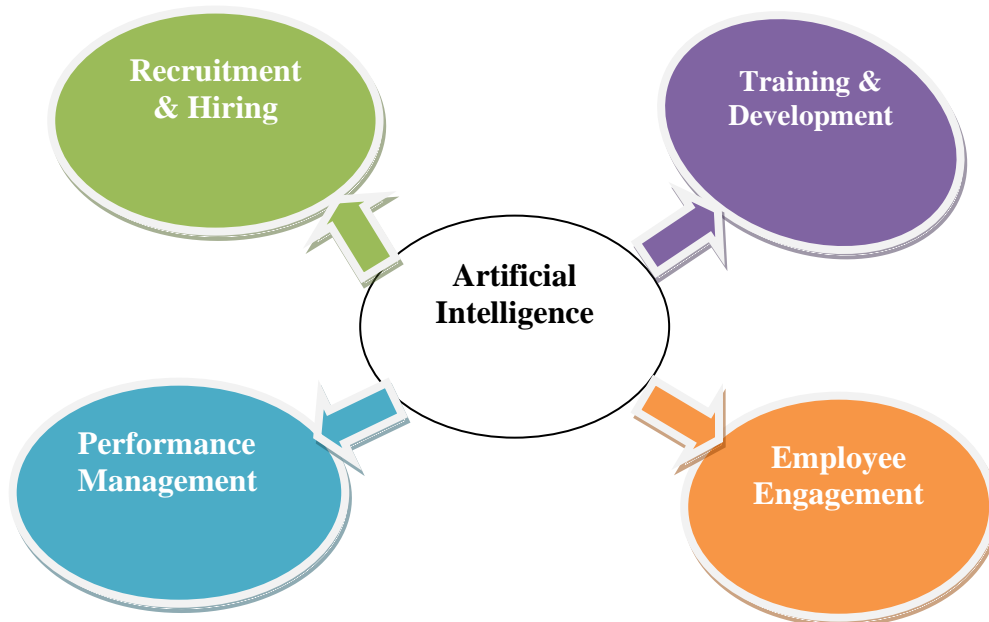 Recruitment
& Hiring
Training &
Development
Artificial
Intelligence
Performance
Management
Employee
Engagement